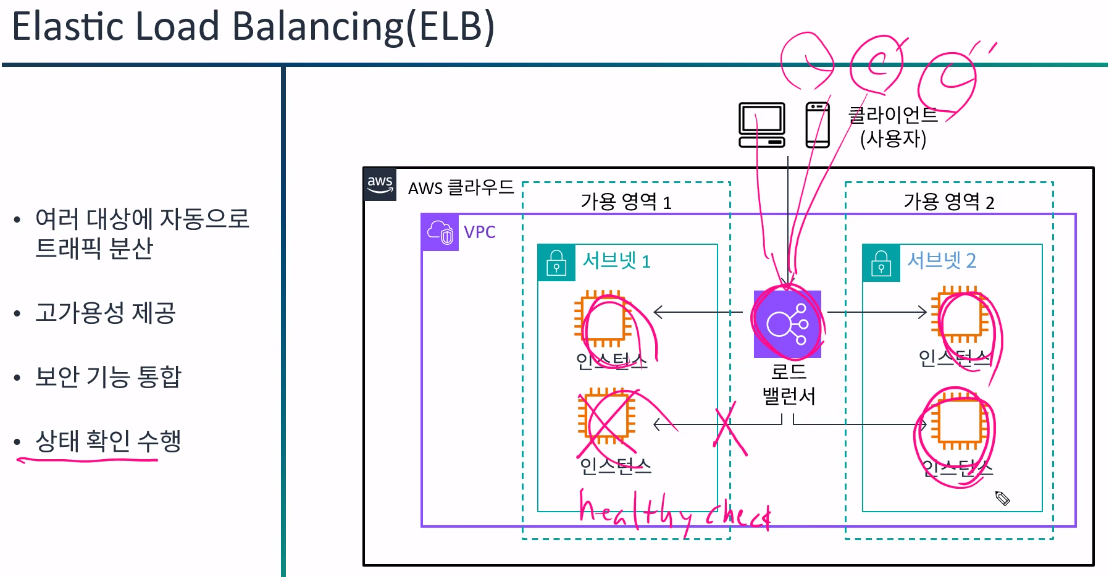 Elastic Load Balancing(ELB)
• 여러 대상에 자동으로
트래픽 분산
• 고가용성 제공
• 보안 기능 통합
• 상태 확인 수행
클라이언트
(사용자)
aws
AWS 클라우드
가용 영역 1
가용 영역 2
VPC
서브넷 1
서브넷 2
인스턴스
인스턴스
로드
밸런서
인스턴스
인스턴스
healthy check